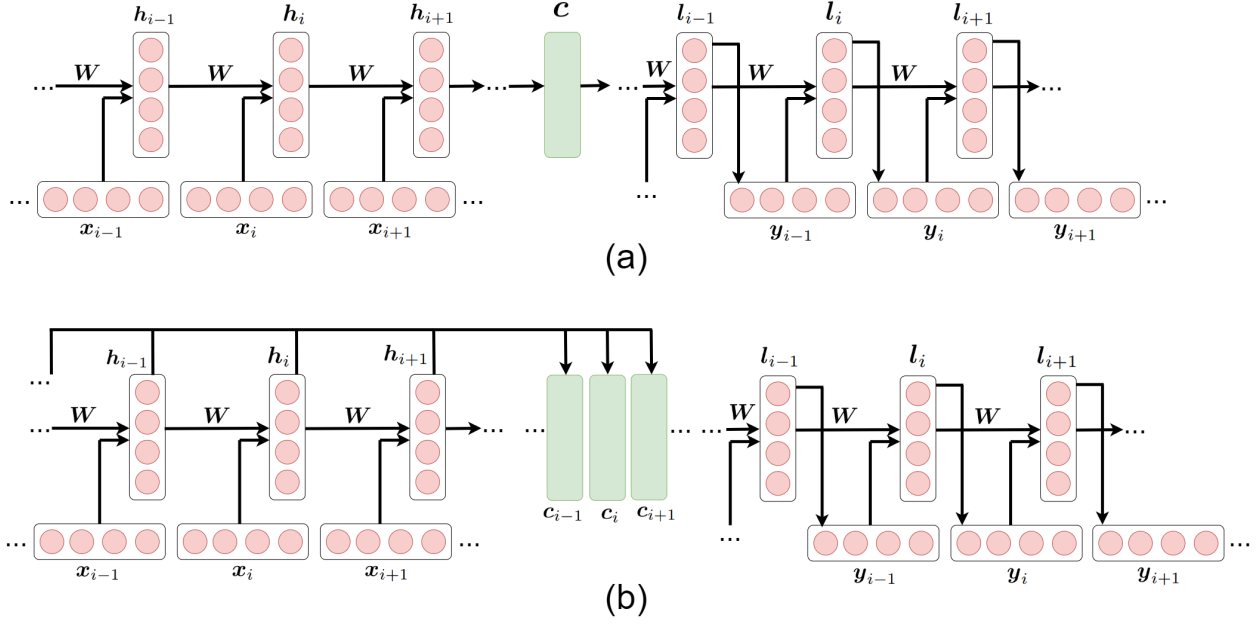 h_{i-1} h_i h_{i+1} c l_{i-1} l_i l_{i+1}
... W W W ... ... W W W ...
...
... x_{i-1} x_i x_{i+1} ... y_{i-1} y_i y_{i+1} ...
(a)
... h_{i-1} h_i h_{i+1} l_{i-1} l_i l_{i+1}
... W W W ... ... ... ... W W W ...
c_{i-1} c_i c_{i+1}
...
... x_{i-1} x_i x_{i+1} ... y_{i-1} y_i y_{i+1} ...
(b)